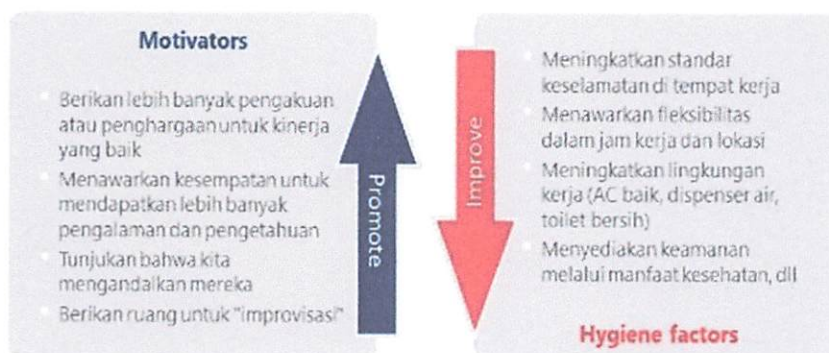 Motivators
Berikan lebih banyak pengakuan
atau penghargaan untuk kinerja
yang baik
Menawarkan kesempatan untuk
mendapatkan lebih banyak
pengalaman dan pengetahuan
Tunjukan bahwa kita
mengandalkan mereka
Berikan ruang untuk "improvisasi"
Promote
Improve
Meningkatkan standar
keselamatan di tempat kerja
Menawarkan fleksibilitas
dalam jam kerja dan lokasi
Meningkatkan lingkungan
kerja (AC baik, dispenser air,
toilet bersih)
Menyediakan keamanan
melalui manfaat kesehatan, dll
Hygiene factors